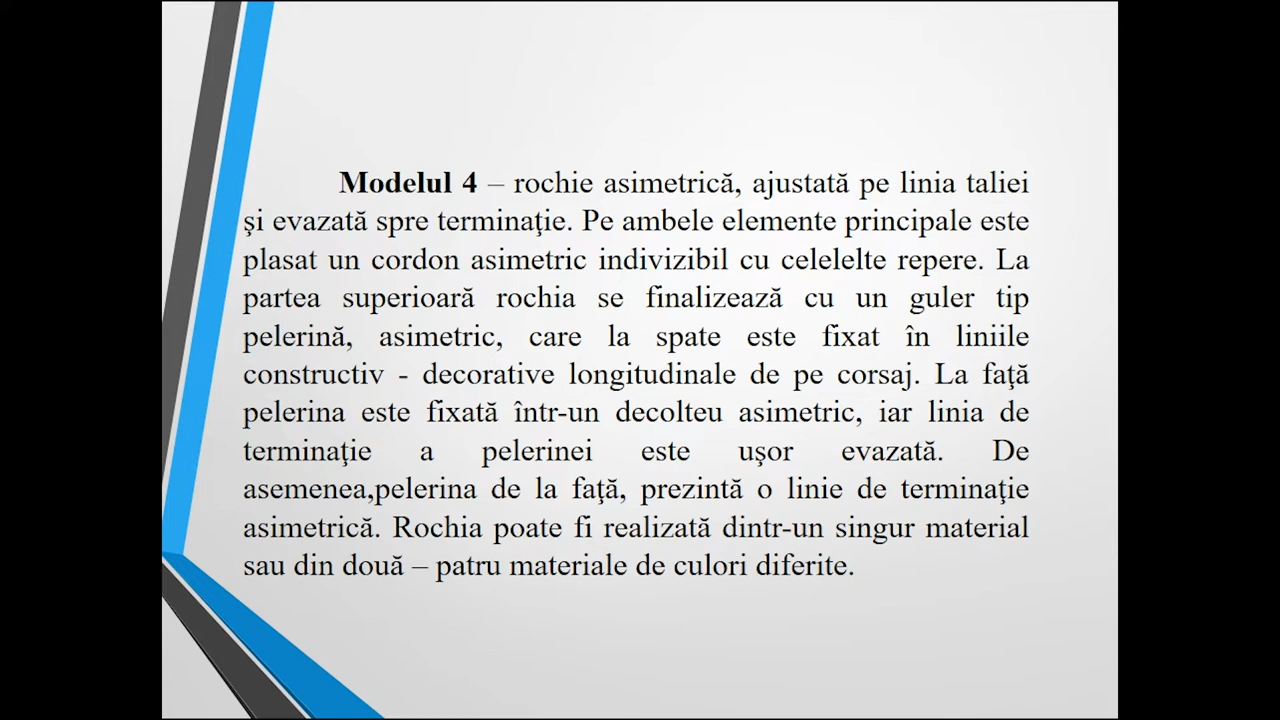 Modelul 4 – rochie asimetrică, ajustată pe linia taliei
şi evazată spre terminaţie. Pe ambele elemente principale este
plasat un cordon asimetric indivizibil cu celelelte repere. La
partea superioară rochia se finalizează cu un guler tip
pelerină, asimetric, care la spate este fixat în liniile
constructiv - decorative longitudinale de pe corsaj. La faţă
pelerina este fixată într-un decolteu asimetric, iar linia de
terminaţie a pelerinei este uşor evazată. De
asemenea,pelerina de la faţă, prezintă o linie de terminaţie
asimetrică. Rochia poate fi realizată dintr-un singur material
sau din două – patru materiale de culori diferite.